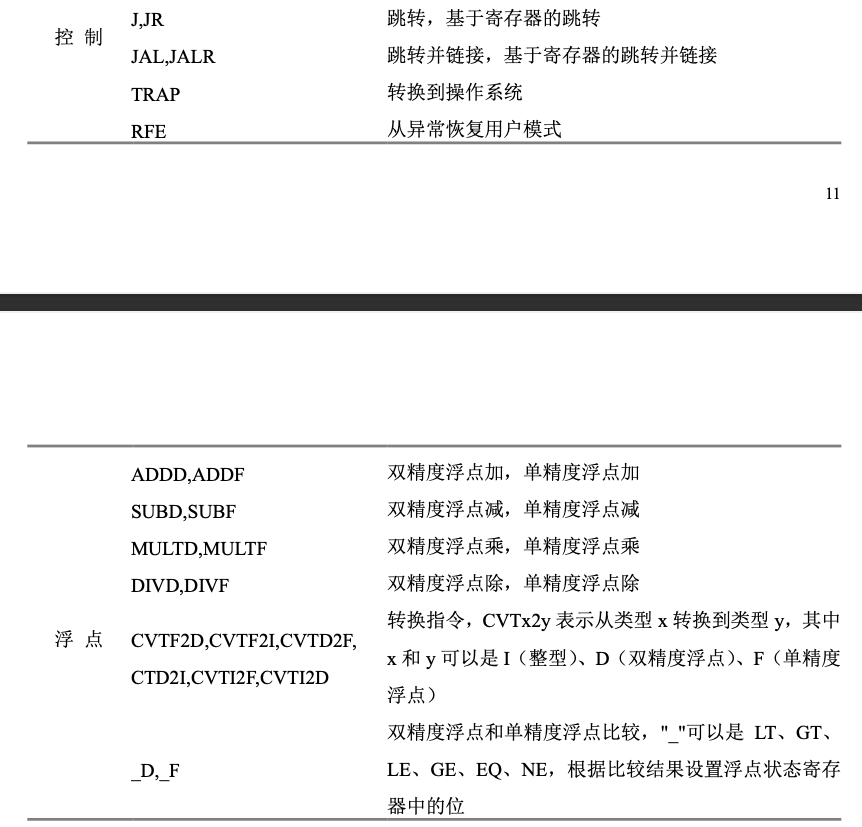 控 制
J,JR 跳转，基于寄存器的跳转
JAL,JALR 跳转并链接，基于寄存器的跳转并链接
TRAP 转换到操作系统
RFE 从异常恢复用户模式
11
浮 点
ADDD,ADDF 双精度浮点加，单精度浮点加
SUBD,SUBF 双精度浮点减，单精度浮点减
MULTD,MULTF 双精度浮点乘，单精度浮点乘
DIVD,DIVF 双精度浮点除，单精度浮点除
CVTF2D,CVTF2I,CVTD2F,
CTD2I,CVTI2F,CVTI2D
转换指令，CVTx2y 表示从类型 x 转换到类型 y，其中
x 和 y 可以是 I（整型）、D（双精度浮点）、F（单精度
浮点）
_D,_F
双精度浮点和单精度浮点比较，"_"可以是 LT、GT、
LE、GE、EQ、NE，根据比较结果设置浮点状态寄存
器中的位